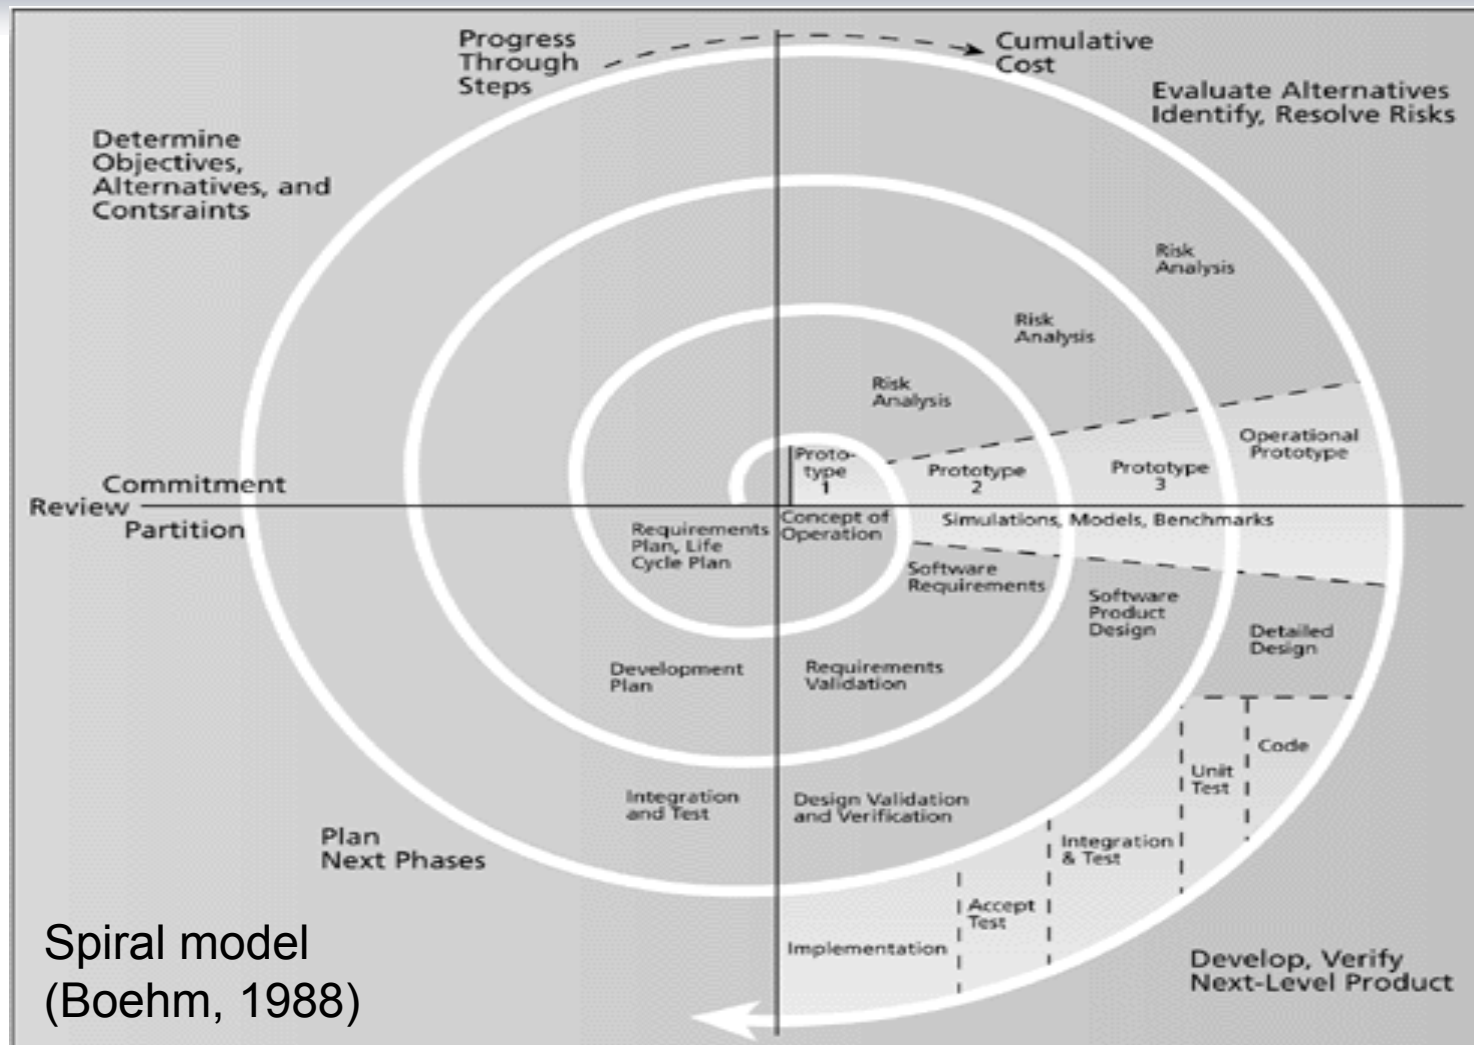 Progress
Through
Steps
Cumulative
Cost
Evaluate Alternatives
Identify, Resolve Risks
Determine
Objectives,
Alternatives, and
Contsraints
Risk
Analysis
Risk
Analysis
Risk
Analysis
Proto-
type
1
Prototype
2
Prototype
3
Operational
Prototype
Commitment
Review
Partition
Requirements
Plan, Life
Cycle Plan
Concept of
Operation
Simulations, Models, Benchmarks
Software
Requirements
Software
Product
Design
Detailed
Design
Development
Plan
Requirements
Validation
Code
Unit
Test
Integration
and Test
Design Validation
and Verification
Integration
& Test
Plan
Next Phases
Accept
Test
Implementation
Develop, Verify
Next-Level Product
Spiral model
(Boehm, 1988)